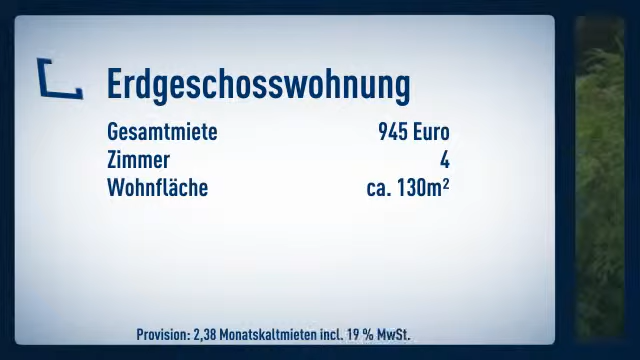 Erdgeschosswohnung
Gesamtmiete 945 Euro
Zimmer 4
Wohnfläche ca. 130m²
Provision: 2,38 Monatskaltmieten incl. 19 % MwSt.